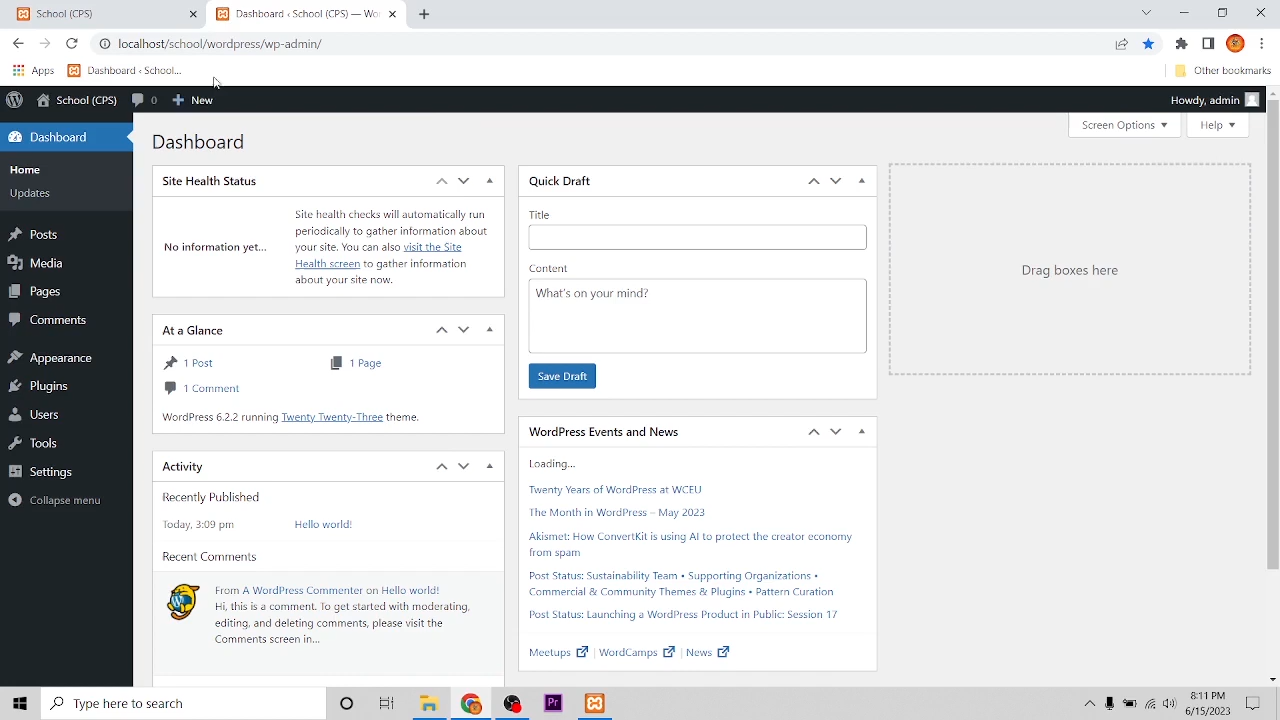 School (CPS)
Dashboard ‹ School (CPS) — Wo
localhost/school/wordpress/wp-admin/
Apps
Dashboard ‹ School...
Other bookmarks
School (CPS)
0
New
Howdy, admin
Dashboard
Home
Updates
Posts
Media
Pages
Comments
Appearance
Plugins
Users
Tools
Settings
Collapse menu
Dashboard
Screen Options
Help
Site Health Status
No information yet...
Site health checks will automatically run
periodically to gather information about
your site. You can also visit the Site
Health screen to gather information
about your site now.
At a Glance
1 Post
1 Page
1 Comment
WordPress 6.2.2 running Twenty Twenty-Three theme.
Activity
Recently Published
Today, 3:09 pm
Hello world!
Recent Comments
From A WordPress Commenter on Hello world!
Hi, this is a comment. To get started with moderating,
editing, and deleting comments, please visit the
Comments screen in...
Quick Draft
Title
Content
What's on your mind?
Save Draft
WordPress Events and News
Loading...
Twenty Years of WordPress at WCEU
The Month in WordPress – May 2023
Akismet: How ConvertKit is using AI to protect the creator economy
from spam
Post Status: Sustainability Team • Supporting Organizations •
Commercial & Community Themes & Plugins • Pattern Curation
Post Status: Launching a WordPress Product in Public: Session 17
Meetups | WordCamps | News
Drag boxes here
Type here to search
Pr
8:11 PM
6/15/2023